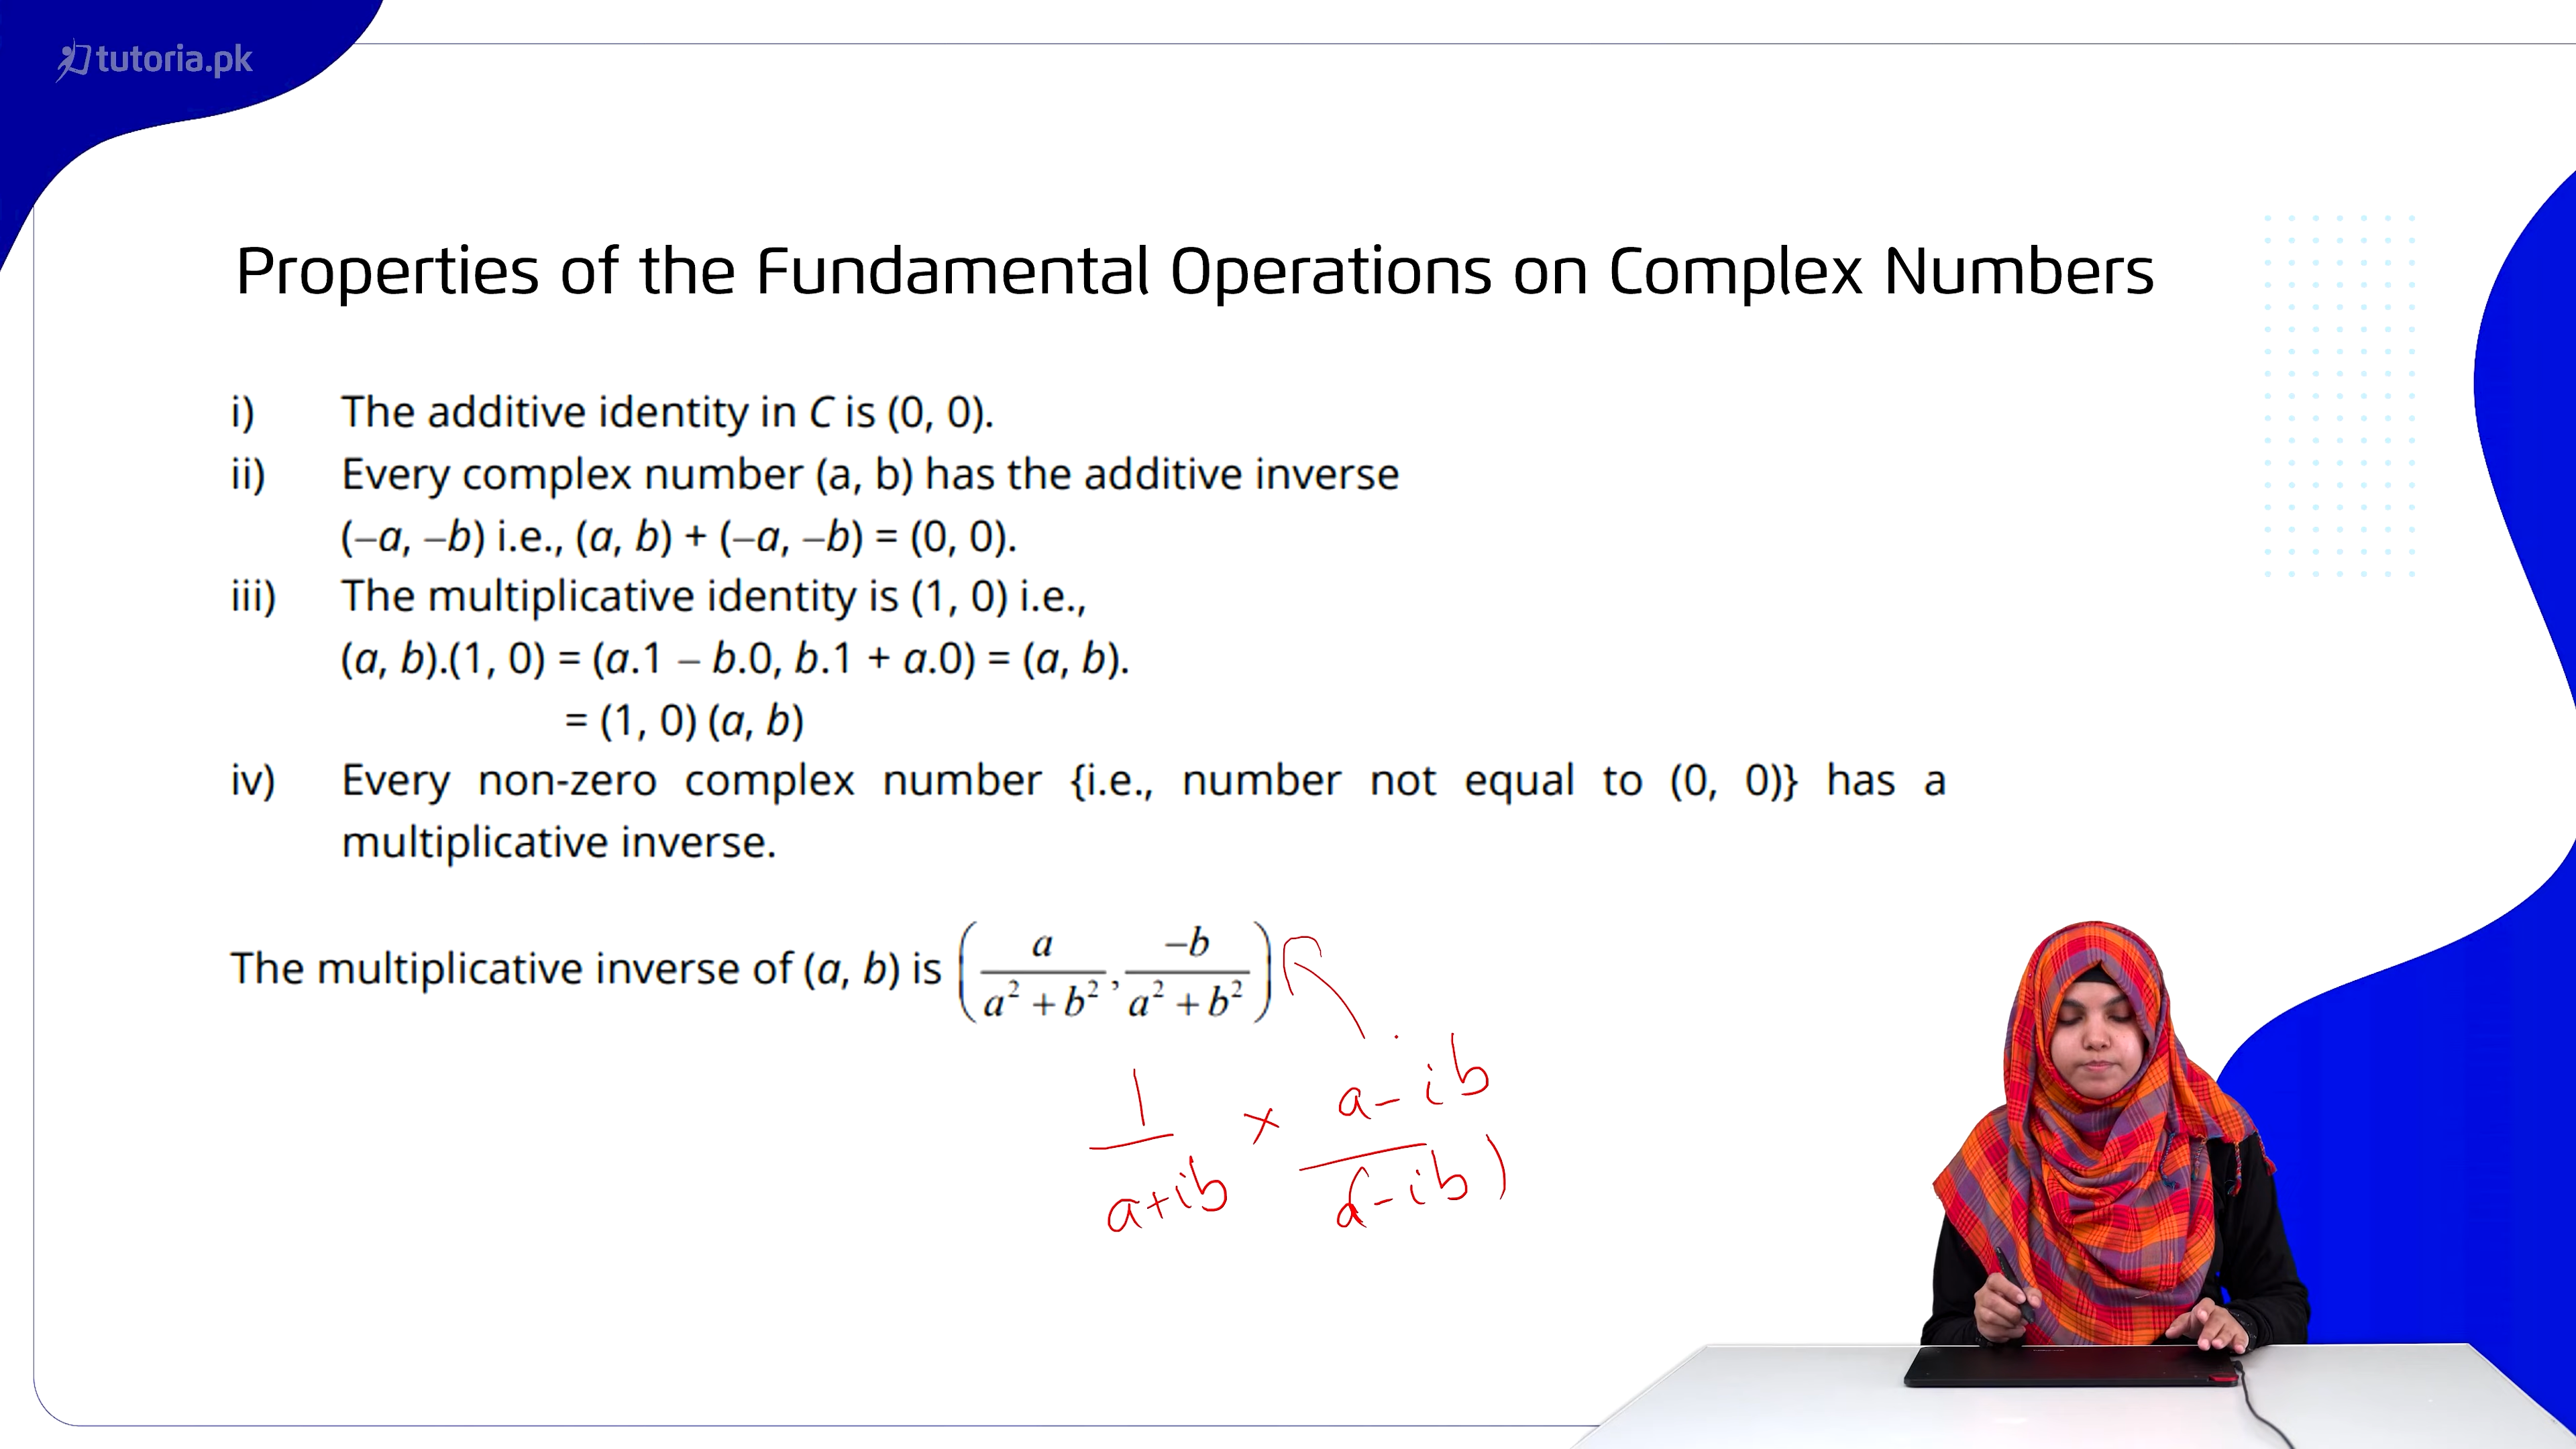 tutoria.pk
Properties of the Fundamental Operations on Complex Numbers
i) The additive identity in C is (0, 0).
ii) Every complex number (a, b) has the additive inverse
(–a, –b) i.e., (a, b) + (–a, –b) = (0, 0).
iii) The multiplicative identity is (1, 0) i.e.,
(a, b).(1, 0) = (a.1 – b.0, b.1 + a.0) = (a, b).
= (1, 0) (a, b)
iv) Every non-zero complex number {i.e., number not equal to (0, 0)} has a
multiplicative inverse.
The multiplicative inverse of (a, b) is (a/(a² + b²), –b/(a² + b²))
1/(a+ib) × (a-ib)/(a-ib)